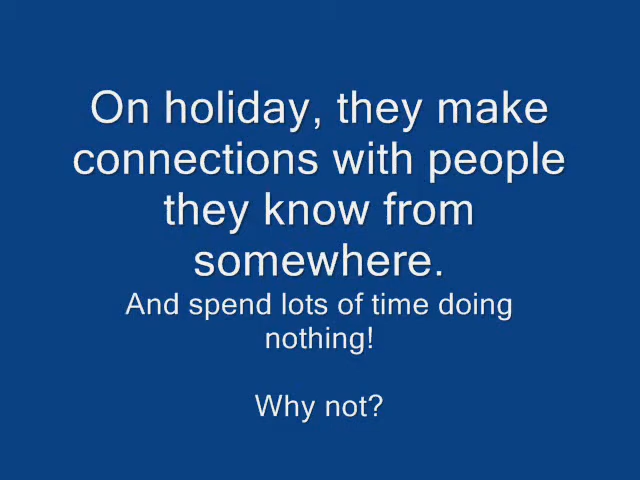 On holiday, they make
connections with people
they know from
somewhere.
And spend lots of time doing
nothing!
Why not?